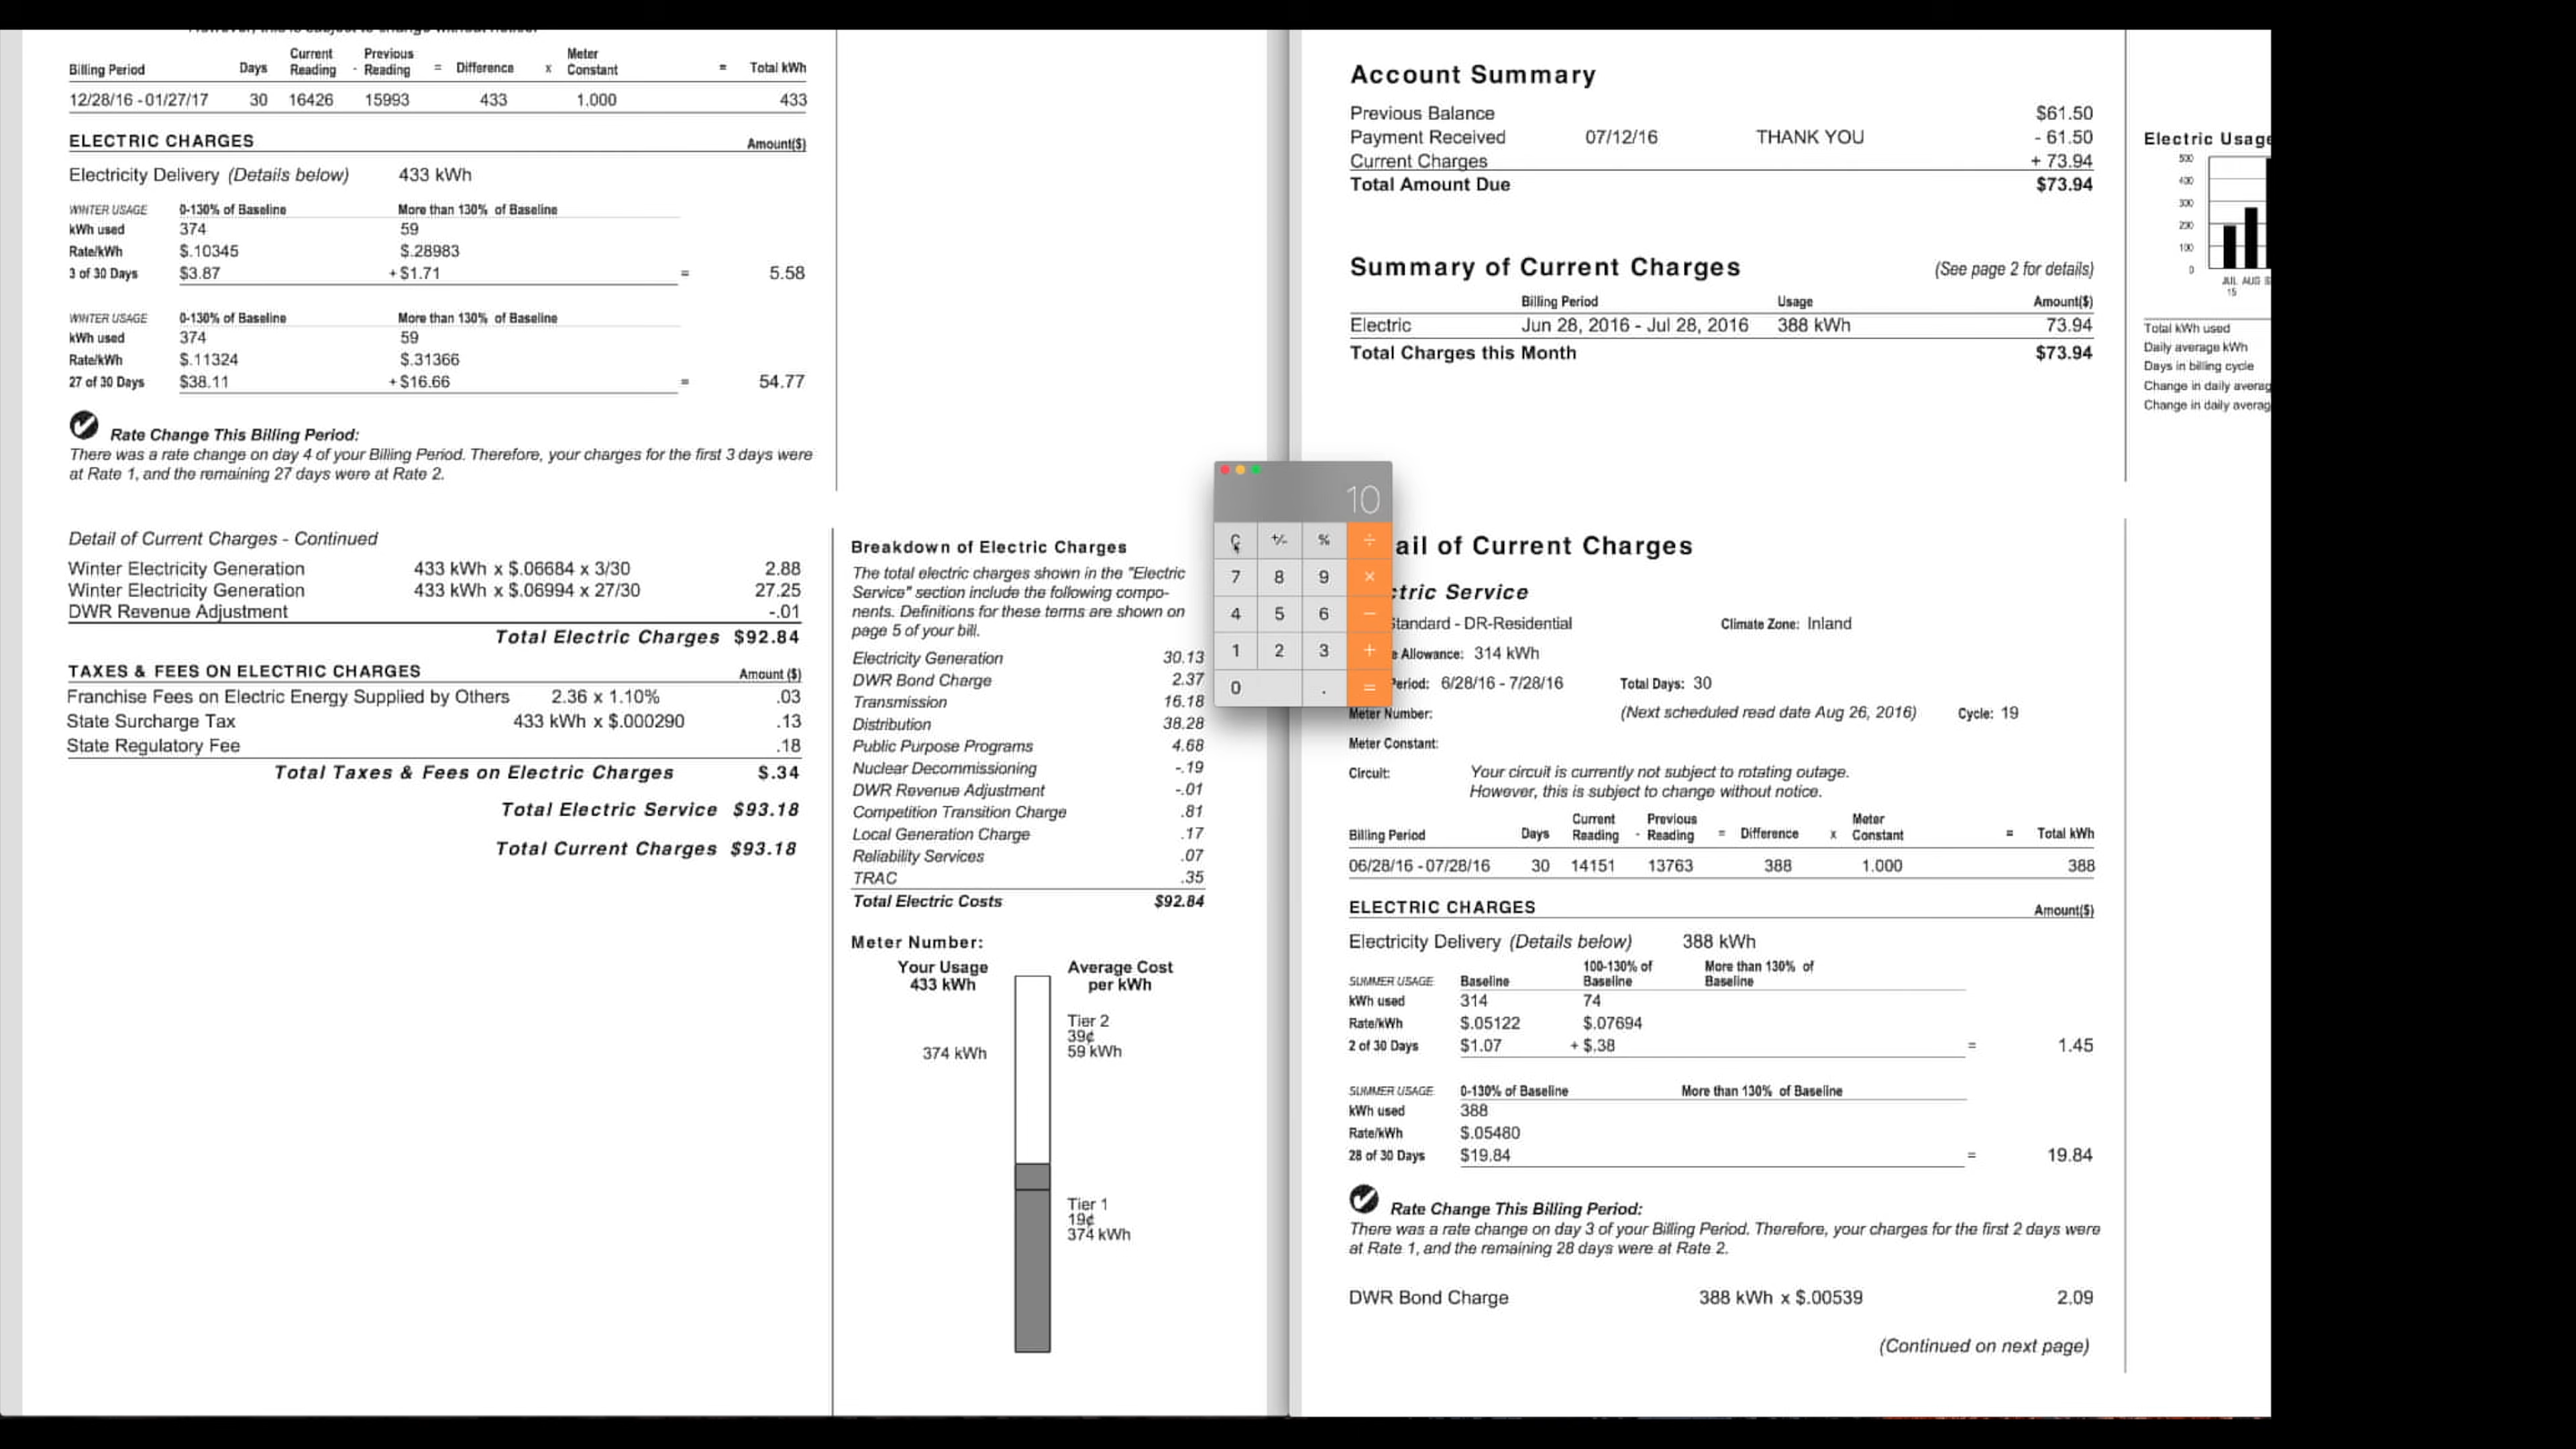 Current Previous Meter
Billing Period Days Reading - Reading = Difference x Constant = Total kWh
12/28/16 - 01/27/17 30 16426 15993 433 1.000 433
ELECTRIC CHARGES Amount($)
Electricity Delivery (Details below) 433 kWh
WINTER USAGE 0-130% of Baseline More than 130% of Baseline
kWh used 374 59
Rate/kWh $.10345 $.28983
3 of 30 Days $3.87 + $1.71 = 5.58
WINTER USAGE 0-130% of Baseline More than 130% of Baseline
kWh used 374 59
Rate/kWh $.11324 $.31366
27 of 30 Days $38.11 + $16.66 = 54.77
Rate Change This Billing Period:
There was a rate change on day 4 of your Billing Period. Therefore, your charges for the first 3 days were
at Rate 1, and the remaining 27 days were at Rate 2.
Detail of Current Charges - Continued
Winter Electricity Generation 433 kWh x $.06684 x 3/30 2.88
Winter Electricity Generation 433 kWh x $.06994 x 27/30 27.25
DWR Revenue Adjustment -.01
Total Electric Charges $92.84
TAXES & FEES ON ELECTRIC CHARGES Amount ($)
Franchise Fees on Electric Energy Supplied by Others 2.36 x 1.10% .03
State Surcharge Tax 433 kWh x $.000290 .13
State Regulatory Fee .18
Total Taxes & Fees on Electric Charges $.34
Total Electric Service $93.18
Total Current Charges $93.18
Breakdown of Electric Charges
The total electric charges shown in the "Electric
Service" section include the following compo-
nents. Definitions for these terms are shown on
page 5 of your bill.
Electricity Generation 30.13
DWR Bond Charge 2.37
Transmission 16.18
Distribution 38.28
Public Purpose Programs 4.68
Nuclear Decommissioning -.19
DWR Revenue Adjustment -.01
Competition Transition Charge .81
Local Generation Charge .17
Reliability Services .07
TRAC .35
Total Electric Costs $92.84
Meter Number:
Your Usage Average Cost
433 kWh per kWh
Tier 2
39¢
374 kWh 59 kWh
Tier 1
19¢
374 kWh
10
C +/- % ÷
7 8 9 ×
4 5 6 −
1 2 3 +
0 . =
Account Summary
Previous Balance $61.50
Payment Received 07/12/16 THANK YOU - 61.50
Current Charges + 73.94
Total Amount Due $73.94
Summary of Current Charges (See page 2 for details)
Billing Period Usage Amount($)
Electric Jun 28, 2016 - Jul 28, 2016 388 kWh 73.94
Total Charges this Month $73.94
Electric Usage
500
400
300
200
100
0
JUL AUG S
15
Total kWh used
Daily average kWh
Days in billing cycle
Change in daily averag
Change in daily averag
ail of Current Charges
ctric Service
Standard - DR-Residential Climate Zone: Inland
e Allowance: 314 kWh
Period: 6/28/16 - 7/28/16 Total Days: 30
Meter Number: (Next scheduled read date Aug 26, 2016) Cycle: 19
Meter Constant:
Circuit: Your circuit is currently not subject to rotating outage.
However, this is subject to change without notice.
Current Previous Meter
Billing Period Days Reading - Reading = Difference x Constant = Total kWh
06/28/16 - 07/28/16 30 14151 13763 388 1.000 388
ELECTRIC CHARGES Amount($)
Electricity Delivery (Details below) 388 kWh
100-130% of More than 130% of
SUMMER USAGE Baseline Baseline Baseline
kWh used 314 74
Rate/kWh $.05122 $.07694
2 of 30 Days $1.07 + $.38 = 1.45
SUMMER USAGE 0-130% of Baseline More than 130% of Baseline
kWh used 388
Rate/kWh $.05480
28 of 30 Days $19.84 = 19.84
Rate Change This Billing Period:
There was a rate change on day 3 of your Billing Period. Therefore, your charges for the first 2 days were
at Rate 1, and the remaining 28 days were at Rate 2.
DWR Bond Charge 388 kWh x $.00539 2.09
(Continued on next page)